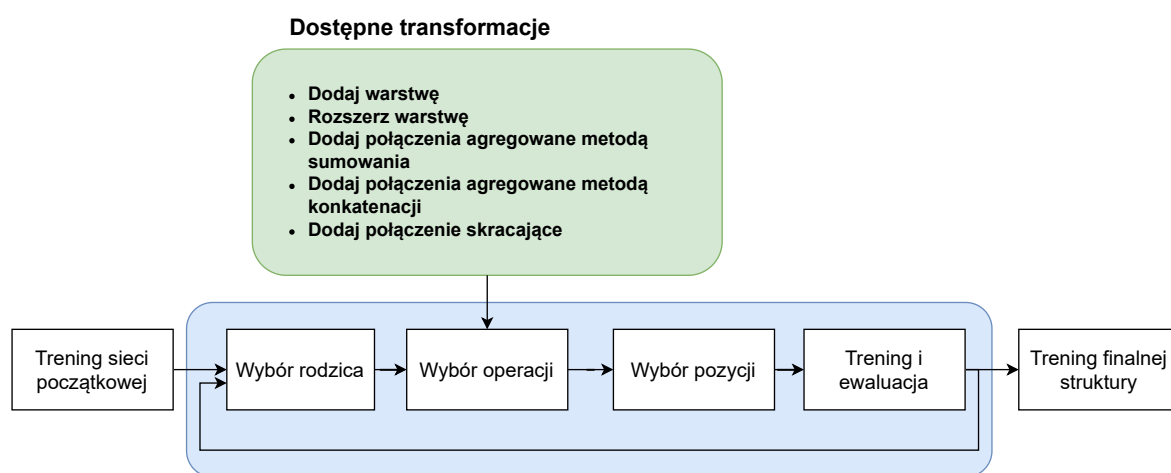 Dostępne transformacje
• Dodaj warstwę
• Rozszerz warstwę
• Dodaj połączenia agregowane metodą
sumowania
• Dodaj połączenia agregowane metodą
konkatenacji
• Dodaj połączenie skracające
Trening sieci
początkowej
Wybór rodzica
Wybór operacji
Wybór pozycji
Trening i
ewaluacja
Trening finalnej
struktury